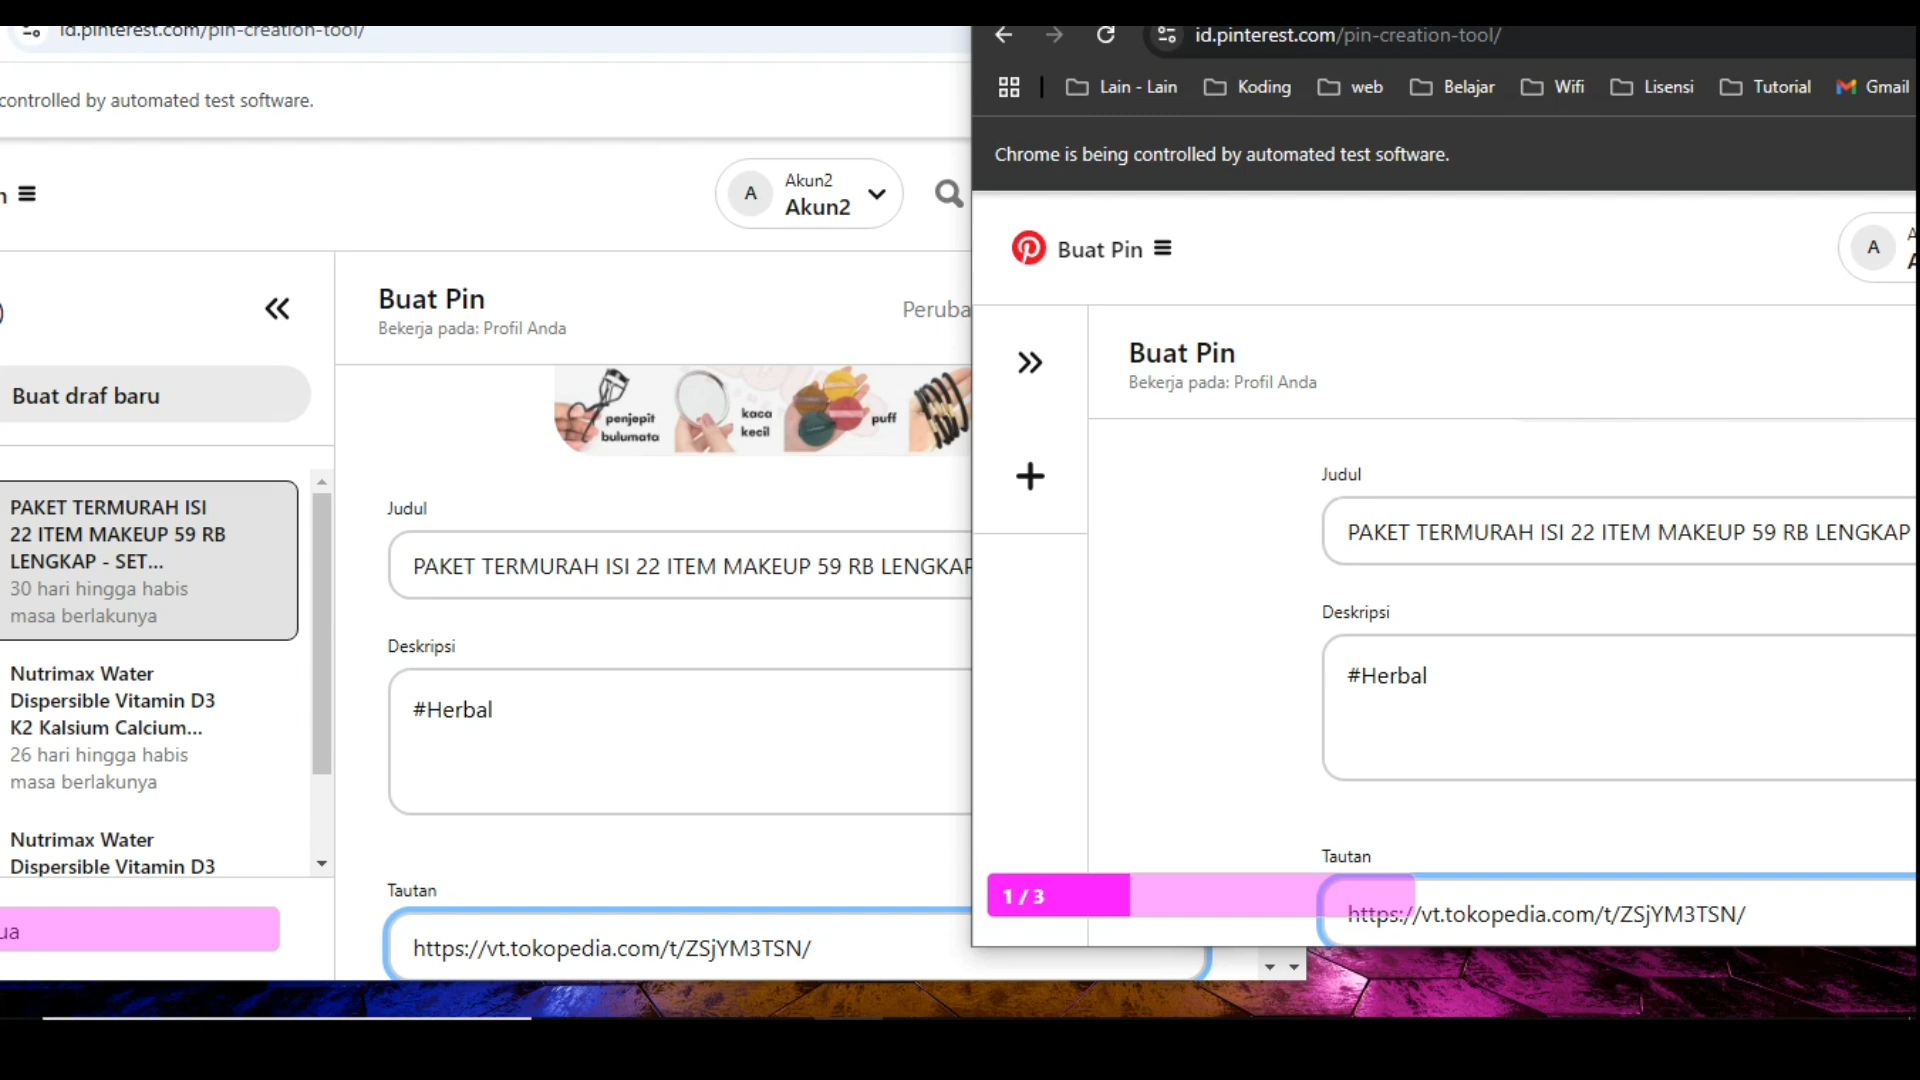 id.pinterest.com/pin-creation-tool/
controlled by automated test software.
Akun2
A
Akun2
Buat Pin
Bekerja pada: Profil Anda
Buat draf baru
penjepit
bulumata
kaca
kecil
puff
PAKET TERMURAH ISI
22 ITEM MAKEUP 59 RB
LENGKAP - SET...
30 hari hingga habis
masa berlakunya
Nutrimax Water
Dispersible Vitamin D3
K2 Kalsium Calcium...
26 hari hingga habis
masa berlakunya
Nutrimax Water
Dispersible Vitamin D3
Judul
PAKET TERMURAH ISI 22 ITEM MAKEUP 59 RB LENGKAP
Deskripsi
#Herbal
Tautan
https://vt.tokopedia.com/t/ZSjYM3TSN/
id.pinterest.com/pin-creation-tool/
Lain - Lain
Koding
web
Belajar
Wifi
Lisensi
Tutorial
Gmail
Chrome is being controlled by automated test software.
Buat Pin
A
Buat Pin
Bekerja pada: Profil Anda
Judul
PAKET TERMURAH ISI 22 ITEM MAKEUP 59 RB LENGKAP
Deskripsi
#Herbal
Tautan
1 / 3
https://vt.tokopedia.com/t/ZSjYM3TSN/